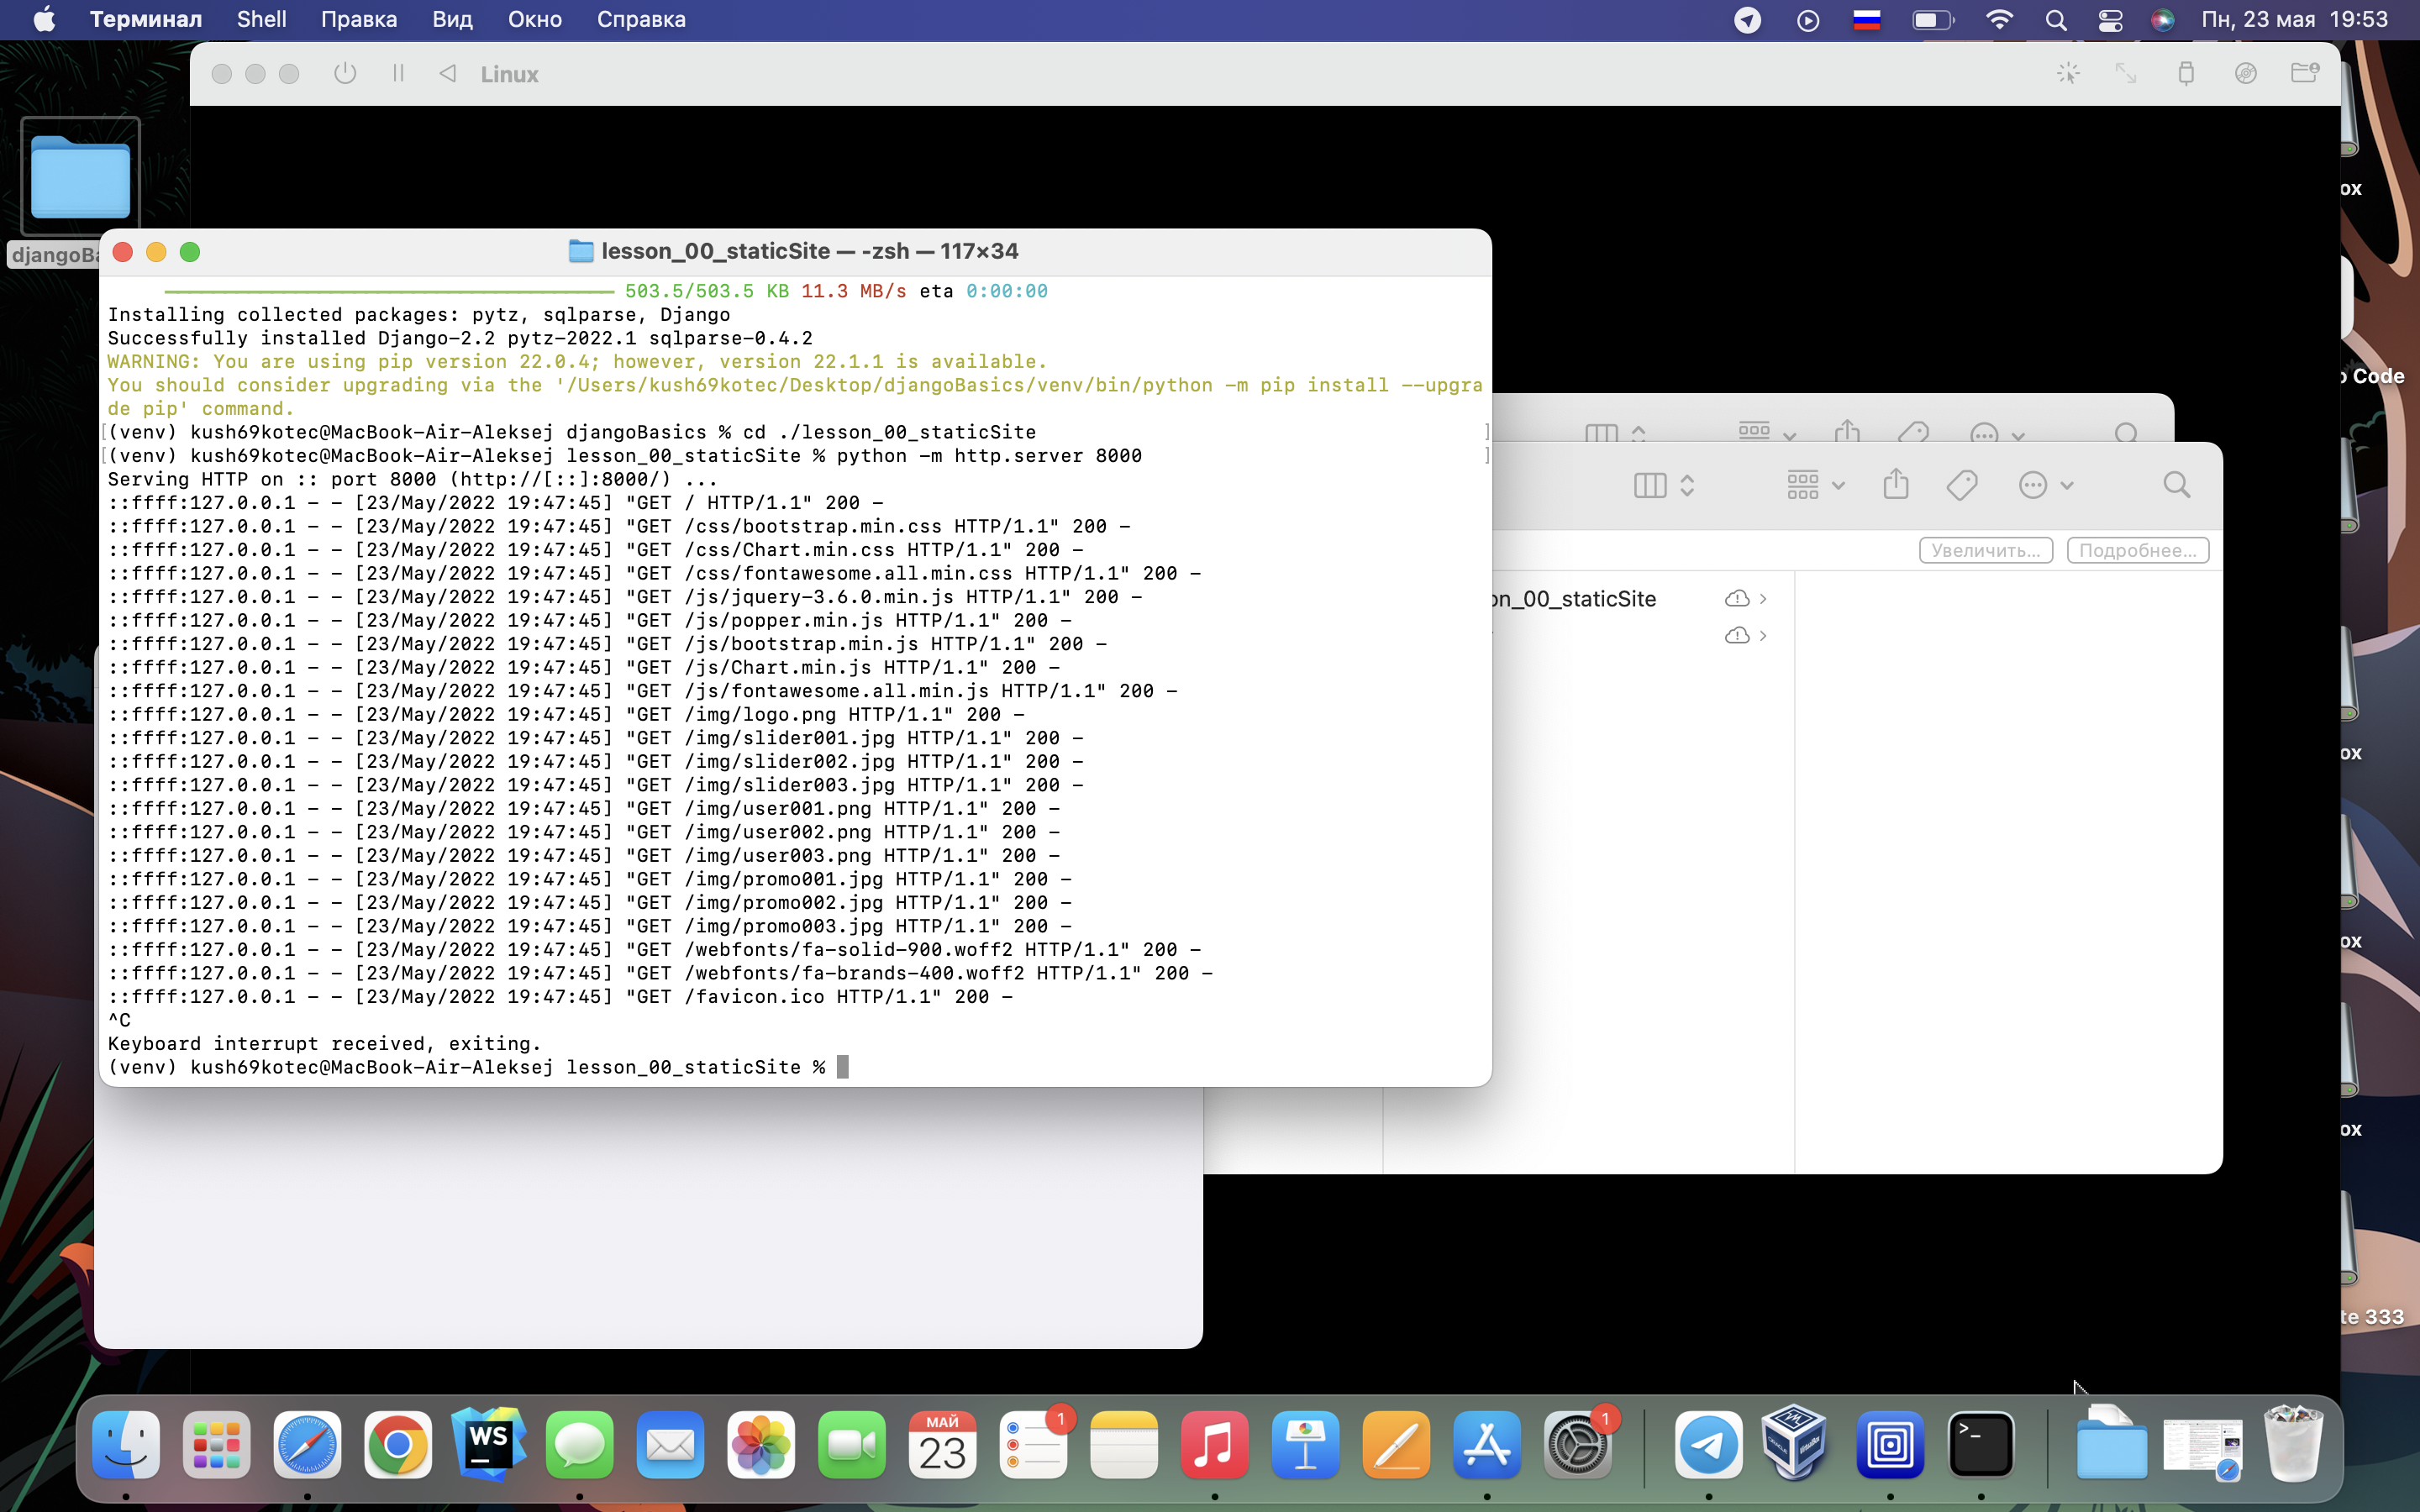 Терминал Shell Правка Вид Окно Справка Пн, 23 мая 19:53
Linux
djangoBa
lesson_00_staticSite — -zsh — 117×34
503.5/503.5 KB 11.3 MB/s eta 0:00:00
Installing collected packages: pytz, sqlparse, Django
Successfully installed Django-2.2 pytz-2022.1 sqlparse-0.4.2
WARNING: You are using pip version 22.0.4; however, version 22.1.1 is available.
You should consider upgrading via the '/Users/kush69kotec/Desktop/djangoBasics/venv/bin/python -m pip install --upgra
de pip' command.
[(venv) kush69kotec@MacBook-Air-Aleksej djangoBasics % cd ./lesson_00_staticSite ]
[(venv) kush69kotec@MacBook-Air-Aleksej lesson_00_staticSite % python -m http.server 8000 ]
Serving HTTP on :: port 8000 (http://[::]:8000/) ...
::ffff:127.0.0.1 - - [23/May/2022 19:47:45] "GET / HTTP/1.1" 200 -
::ffff:127.0.0.1 - - [23/May/2022 19:47:45] "GET /css/bootstrap.min.css HTTP/1.1" 200 -
::ffff:127.0.0.1 - - [23/May/2022 19:47:45] "GET /css/Chart.min.css HTTP/1.1" 200 -
::ffff:127.0.0.1 - - [23/May/2022 19:47:45] "GET /css/fontawesome.all.min.css HTTP/1.1" 200 -
::ffff:127.0.0.1 - - [23/May/2022 19:47:45] "GET /js/jquery-3.6.0.min.js HTTP/1.1" 200 -
::ffff:127.0.0.1 - - [23/May/2022 19:47:45] "GET /js/popper.min.js HTTP/1.1" 200 -
::ffff:127.0.0.1 - - [23/May/2022 19:47:45] "GET /js/bootstrap.min.js HTTP/1.1" 200 -
::ffff:127.0.0.1 - - [23/May/2022 19:47:45] "GET /js/Chart.min.js HTTP/1.1" 200 -
::ffff:127.0.0.1 - - [23/May/2022 19:47:45] "GET /js/fontawesome.all.min.js HTTP/1.1" 200 -
::ffff:127.0.0.1 - - [23/May/2022 19:47:45] "GET /img/logo.png HTTP/1.1" 200 -
::ffff:127.0.0.1 - - [23/May/2022 19:47:45] "GET /img/slider001.jpg HTTP/1.1" 200 -
::ffff:127.0.0.1 - - [23/May/2022 19:47:45] "GET /img/slider002.jpg HTTP/1.1" 200 -
::ffff:127.0.0.1 - - [23/May/2022 19:47:45] "GET /img/slider003.jpg HTTP/1.1" 200 -
::ffff:127.0.0.1 - - [23/May/2022 19:47:45] "GET /img/user001.png HTTP/1.1" 200 -
::ffff:127.0.0.1 - - [23/May/2022 19:47:45] "GET /img/user002.png HTTP/1.1" 200 -
::ffff:127.0.0.1 - - [23/May/2022 19:47:45] "GET /img/user003.png HTTP/1.1" 200 -
::ffff:127.0.0.1 - - [23/May/2022 19:47:45] "GET /img/promo001.jpg HTTP/1.1" 200 -
::ffff:127.0.0.1 - - [23/May/2022 19:47:45] "GET /img/promo002.jpg HTTP/1.1" 200 -
::ffff:127.0.0.1 - - [23/May/2022 19:47:45] "GET /img/promo003.jpg HTTP/1.1" 200 -
::ffff:127.0.0.1 - - [23/May/2022 19:47:45] "GET /webfonts/fa-solid-900.woff2 HTTP/1.1" 200 -
::ffff:127.0.0.1 - - [23/May/2022 19:47:45] "GET /webfonts/fa-brands-400.woff2 HTTP/1.1" 200 -
::ffff:127.0.0.1 - - [23/May/2022 19:47:45] "GET /favicon.ico HTTP/1.1" 200 -
^C
Keyboard interrupt received, exiting.
(venv) kush69kotec@MacBook-Air-Aleksej lesson_00_staticSite %
Увеличить... Подробнее...
on_00_staticSite
ox
o Code
ox
ox
ox
te 333
WS
МАЙ
23
1
1